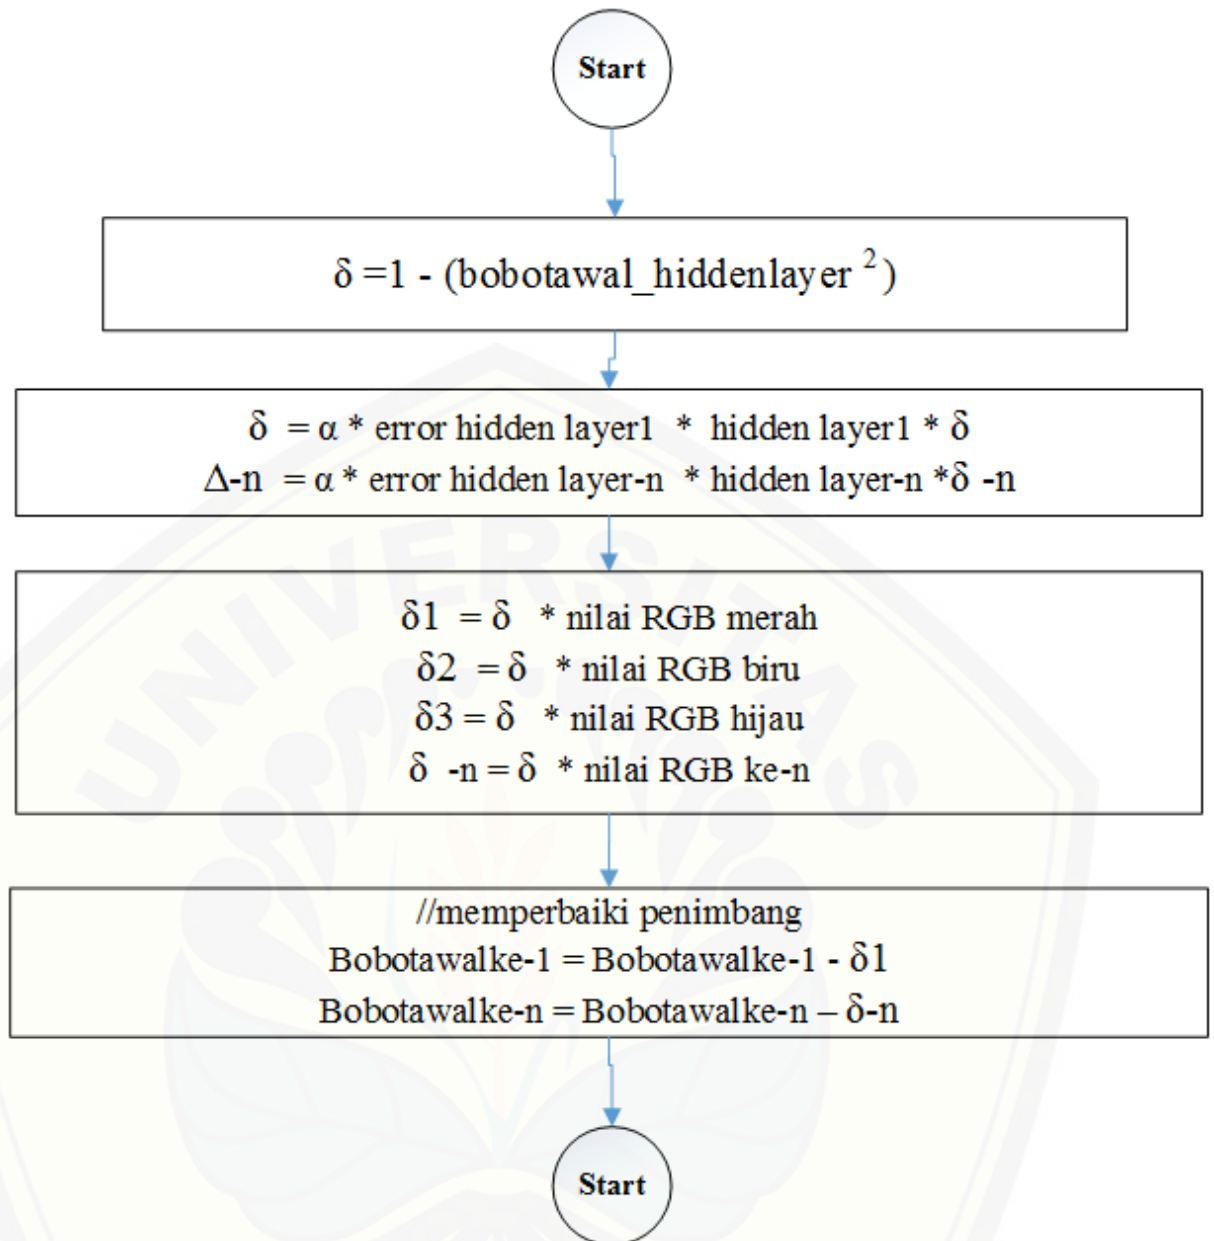 Start
δ =1 - (bobotawal_hiddenlayer ²)
δ = α * error hidden layer1 * hidden layer1 * δ
Δ-n = α * error hidden layer-n * hidden layer-n *δ -n
δ1 = δ * nilai RGB merah
δ2 = δ * nilai RGB biru
δ3 = δ * nilai RGB hijau
δ -n = δ * nilai RGB ke-n
//memperbaiki penimbang
Bobotawalke-1 = Bobotawalke-1 - δ1
Bobotawalke-n = Bobotawalke-n – δ-n
Start
UNIVERSITAS